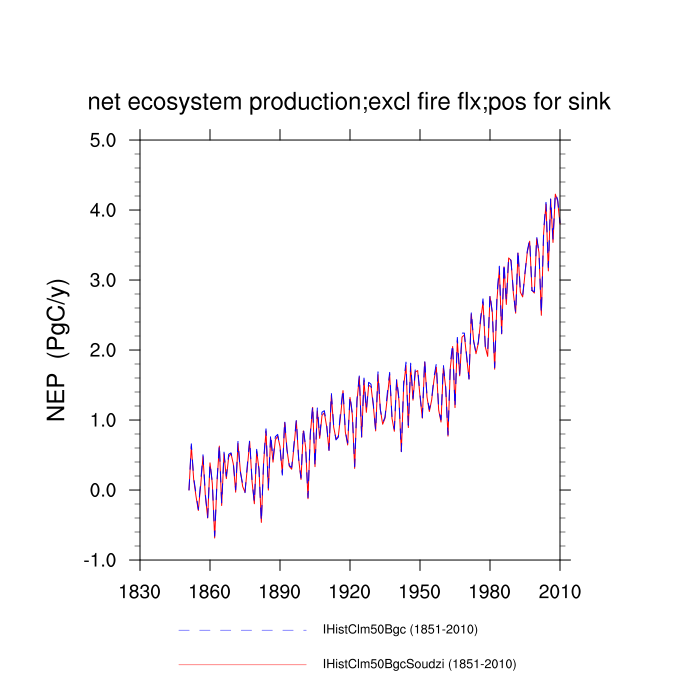 net ecosystem production;excl fire flx;pos for sink
5.0
4.0
3.0
2.0
1.0
0.0
-1.0
NEP (PgC/y)
1830 1860 1890 1920 1950 1980 2010
IHistClm50Bgc (1851-2010)
IHistClm50BgcSoudzi (1851-2010)